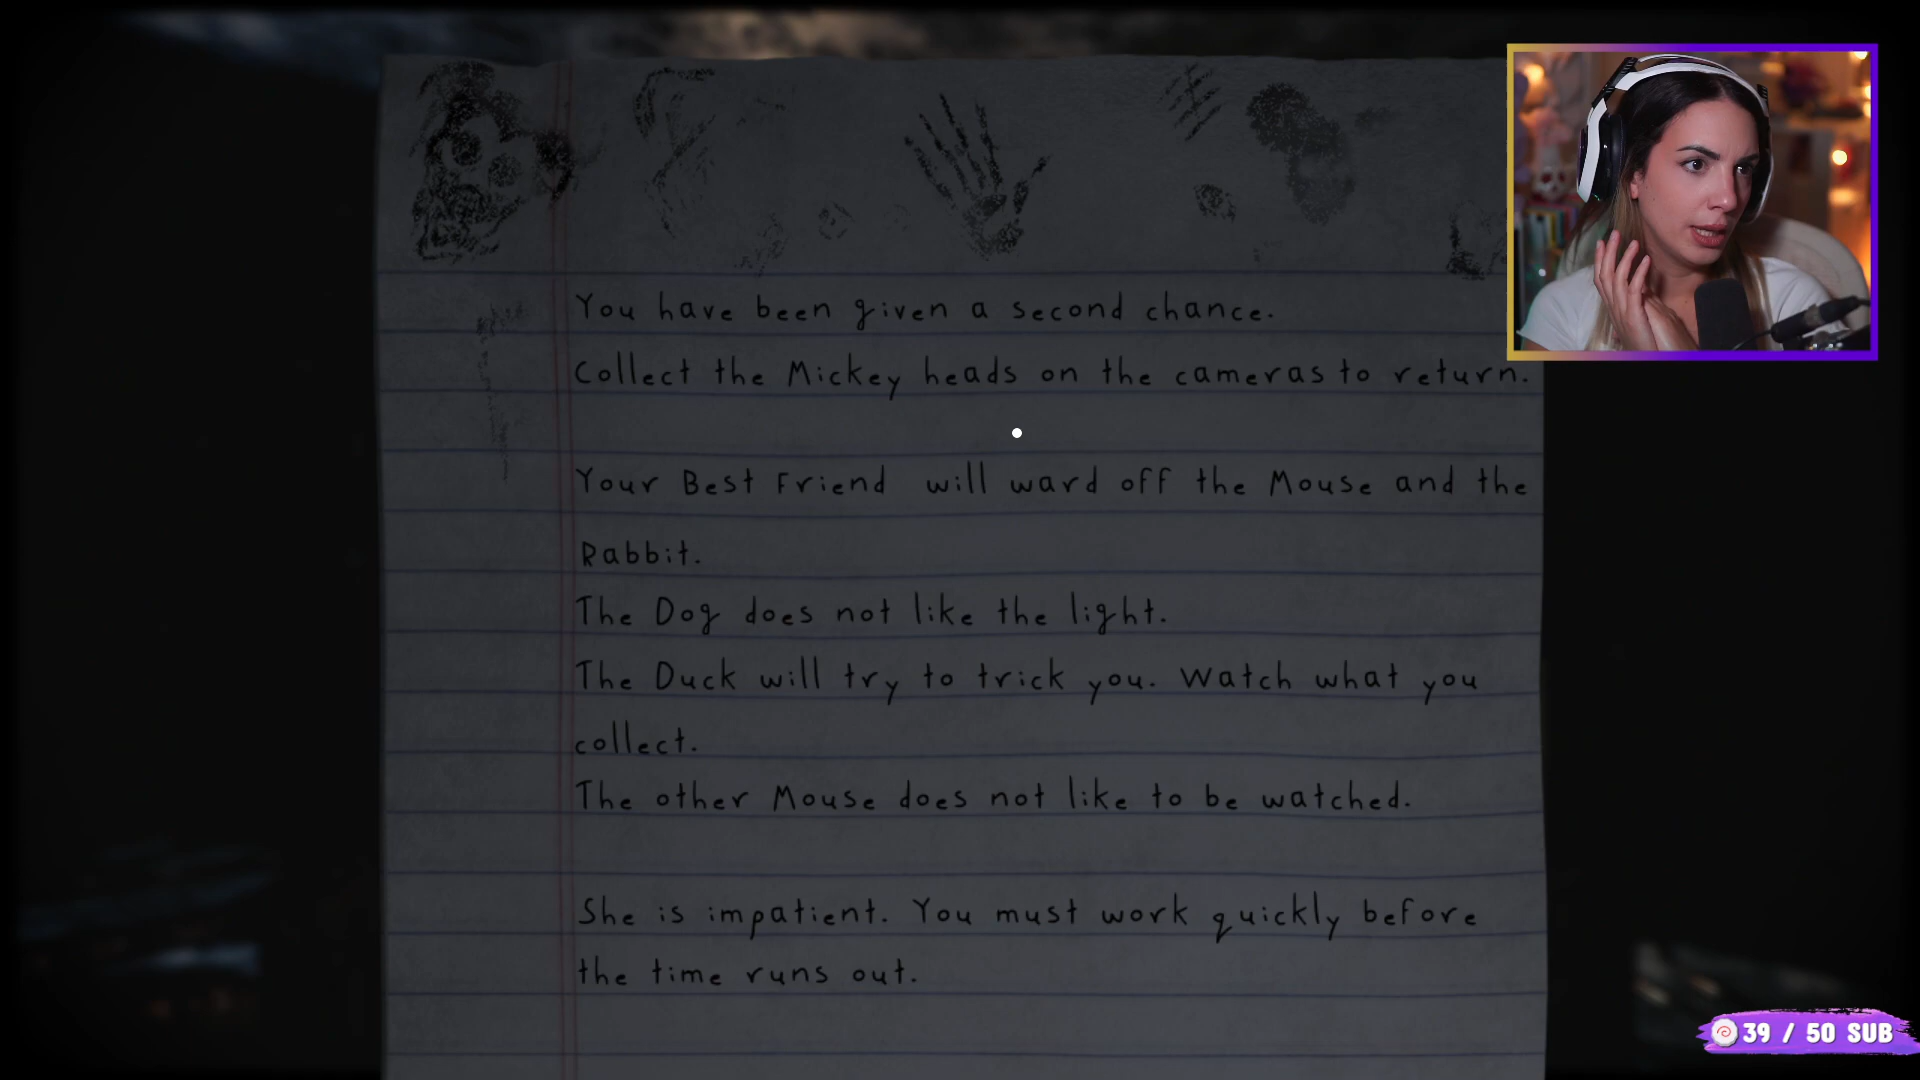 You have been given a second chance.
Collect the Mickey heads on the cameras to return.
Your Best Friend will ward off the Mouse and the
Rabbit.
The Dog does not like the light.
The Duck will try to trick you. Watch what you
collect.
The other Mouse does not like to be watched.
She is impatient. You must work quickly before
the time runs out.
39 / 50 SUB